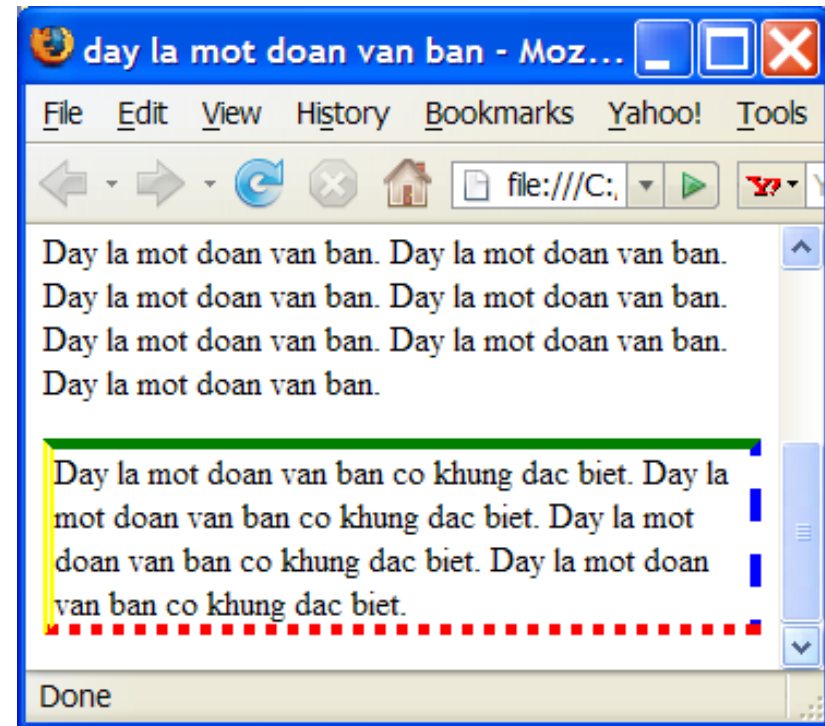 day la mot doan van ban - Moz...
File Edit View History Bookmarks Yahoo! Tools
file:///C:/
Day la mot doan van ban. Day la mot doan van ban.
Day la mot doan van ban. Day la mot doan van ban.
Day la mot doan van ban. Day la mot doan van ban.
Day la mot doan van ban.
Day la mot doan van ban co khung dac biet. Day la
mot doan van ban co khung dac biet. Day la mot
doan van ban co khung dac biet. Day la mot doan
van ban co khung dac biet.
Done